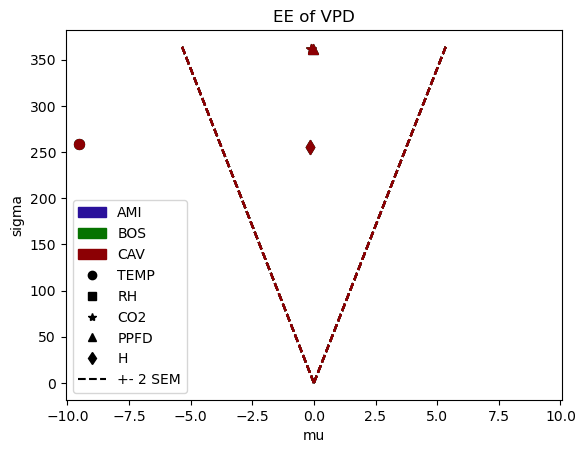 EE of VPD
350
300
250
200
150
100
50
0
sigma
AMI
BOS
CAV
TEMP
RH
CO2
PPFD
H
+- 2 SEM
−10.0 −7.5 −5.0 −2.5 0.0 2.5 5.0 7.5 10.0
mu